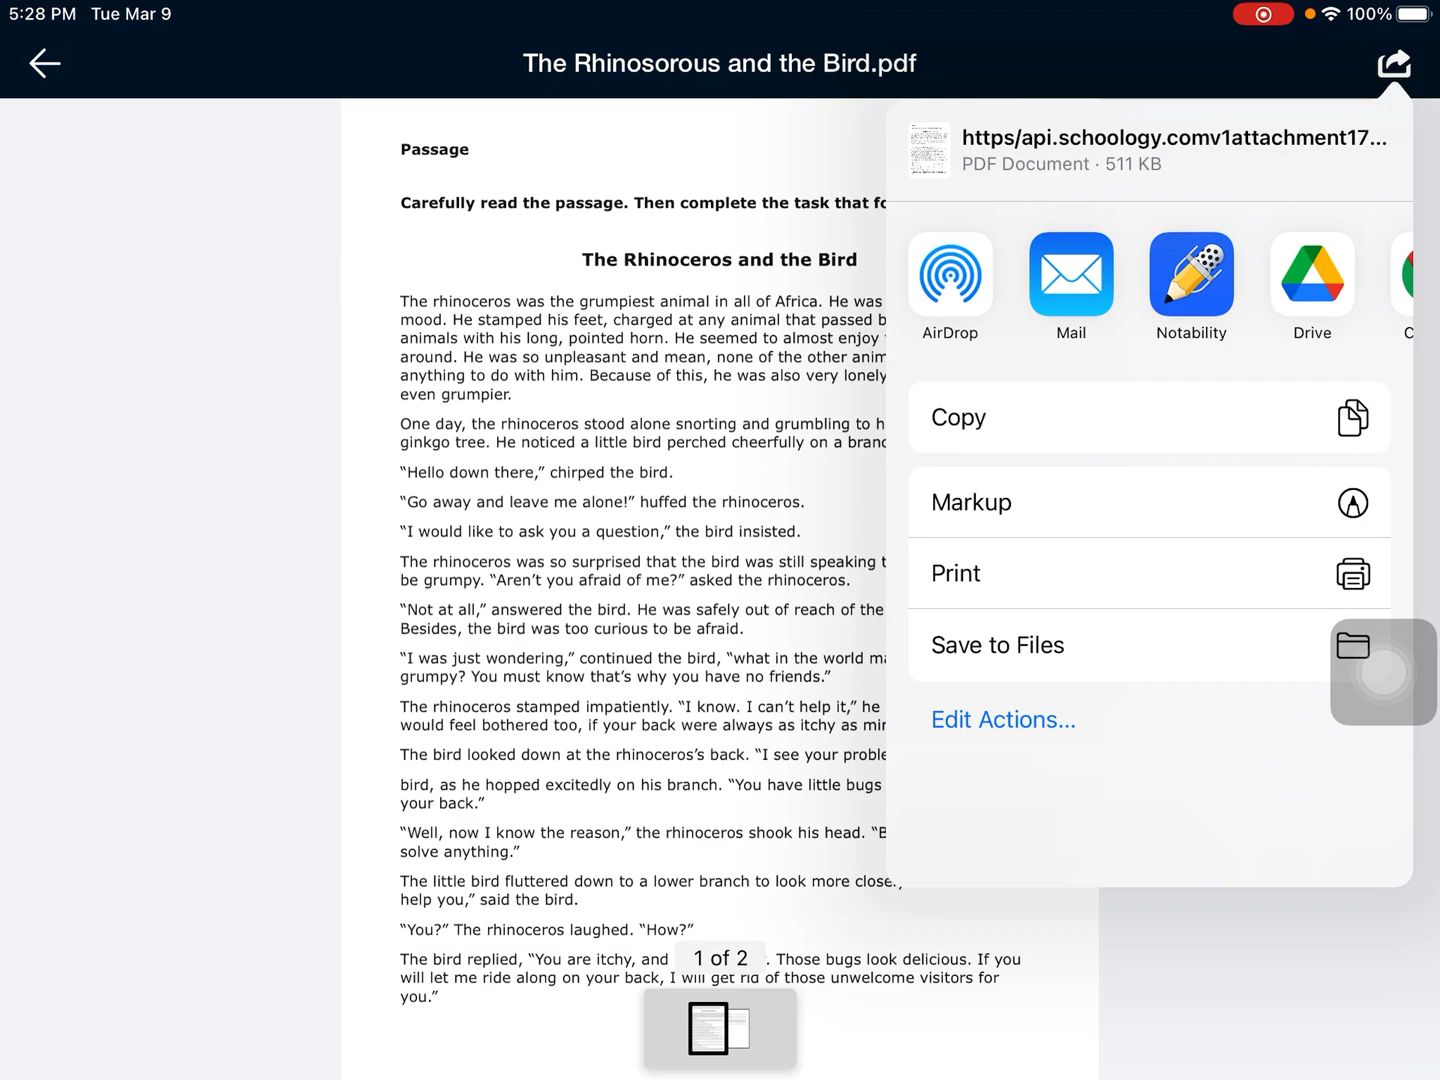 5:28 PM Tue Mar 9
100%
The Rhinosorous and the Bird.pdf
https/api.schoology.comv1attachment17...
PDF Document · 511 KB
AirDrop
Mail
Notability
Drive
C
Copy
Markup
Print
Save to Files
Edit Actions...
Passage
Carefully read the passage. Then complete the task that fo
The Rhinoceros and the Bird
The rhinoceros was the grumpiest animal in all of Africa. He was
mood. He stamped his feet, charged at any animal that passed b
animals with his long, pointed horn. He seemed to almost enjoy
around. He was so unpleasant and mean, none of the other anim
anything to do with him. Because of this, he was also very lonely
even grumpier.
One day, the rhinoceros stood alone snorting and grumbling to h
ginkgo tree. He noticed a little bird perched cheerfully on a branc
“Hello down there,” chirped the bird.
“Go away and leave me alone!” huffed the rhinoceros.
“I would like to ask you a question,” the bird insisted.
The rhinoceros was so surprised that the bird was still speaking t
be grumpy. “Aren’t you afraid of me?” asked the rhinoceros.
“Not at all,” answered the bird. He was safely out of reach of the
Besides, the bird was too curious to be afraid.
“I was just wondering,” continued the bird, “what in the world ma
grumpy? You must know that’s why you have no friends.”
The rhinoceros stamped impatiently. “I know. I can’t help it,” he
would feel bothered too, if your back were always as itchy as min
The bird looked down at the rhinoceros’s back. “I see your proble
bird, as he hopped excitedly on his branch. “You have little bugs
your back.”
“Well, now I know the reason,” the rhinoceros shook his head. “B
solve anything.”
The little bird fluttered down to a lower branch to look more closely
help you,” said the bird.
“You?” The rhinoceros laughed. “How?”
The bird replied, “You are itchy, and . Those bugs look delicious. If you
will let me ride along on your back, I will get rid of those unwelcome visitors for
you.”
1 of 2